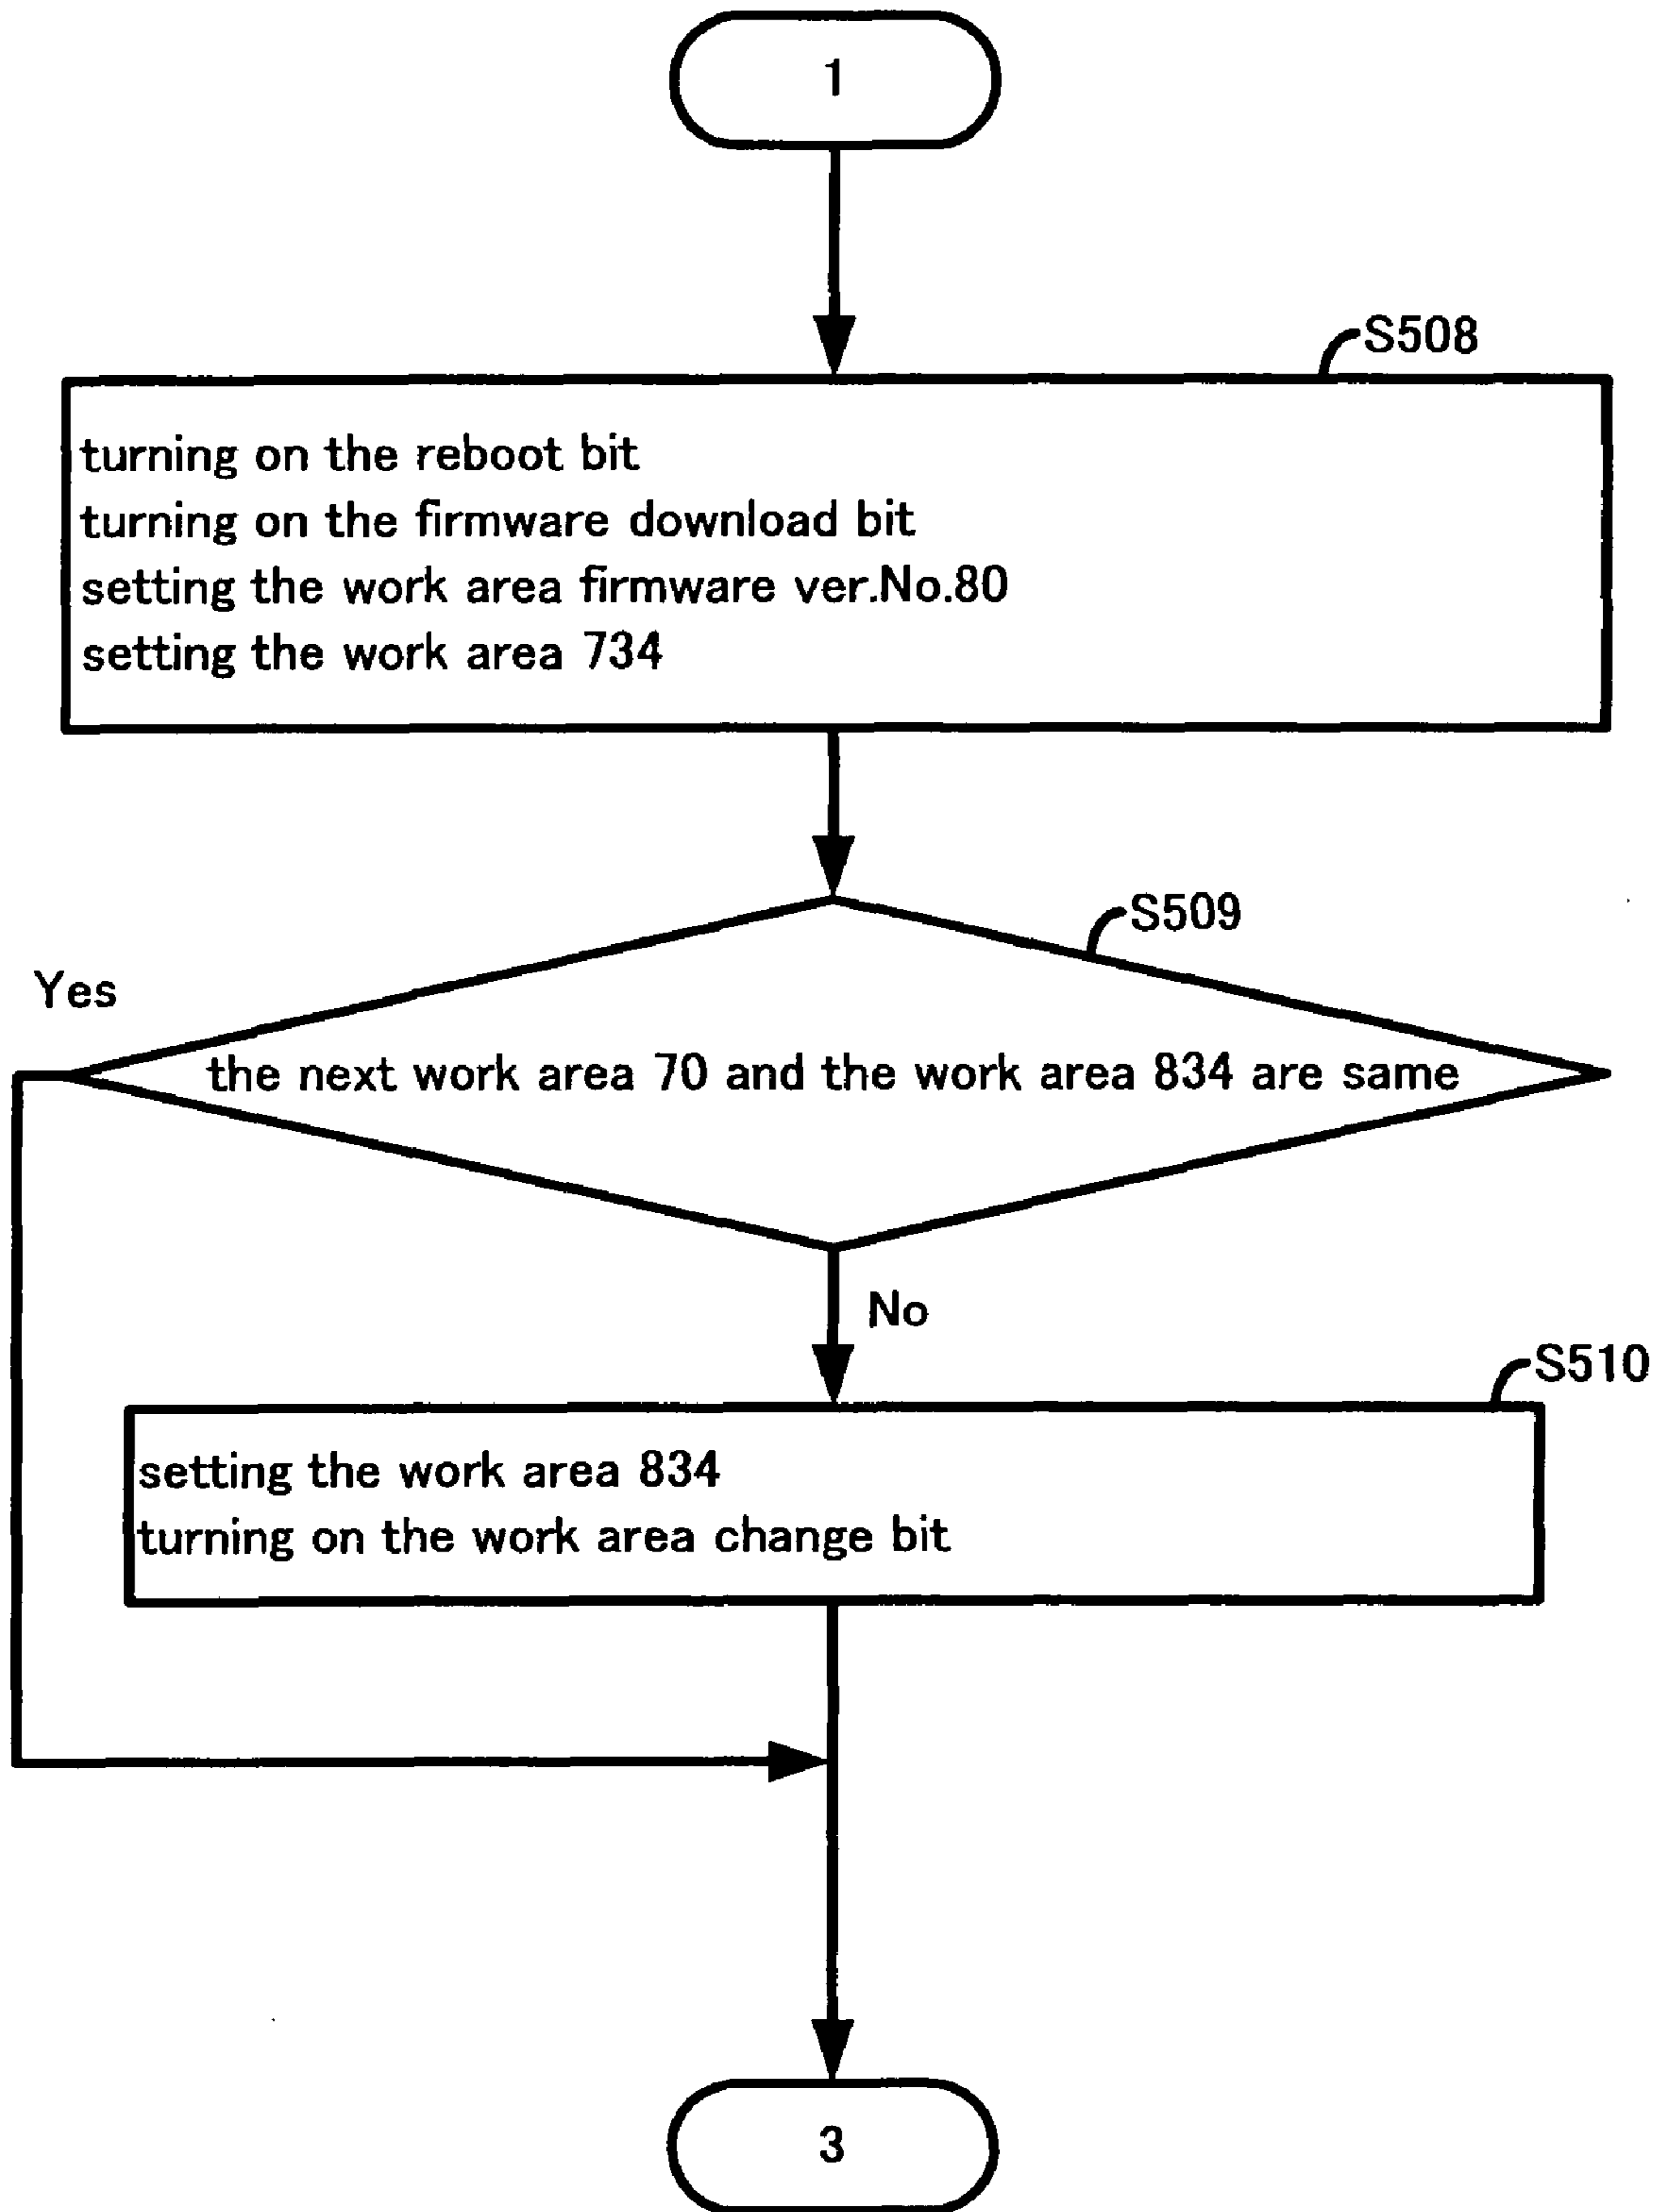 1
S508
turning on the reboot bit
turning on the firmware download bit
setting the work area firmware ver.No.80
setting the work area 734
S509
Yes
the next work area 70 and the work area 834 are same
No
S510
setting the work area 834
turning on the work area change bit
3